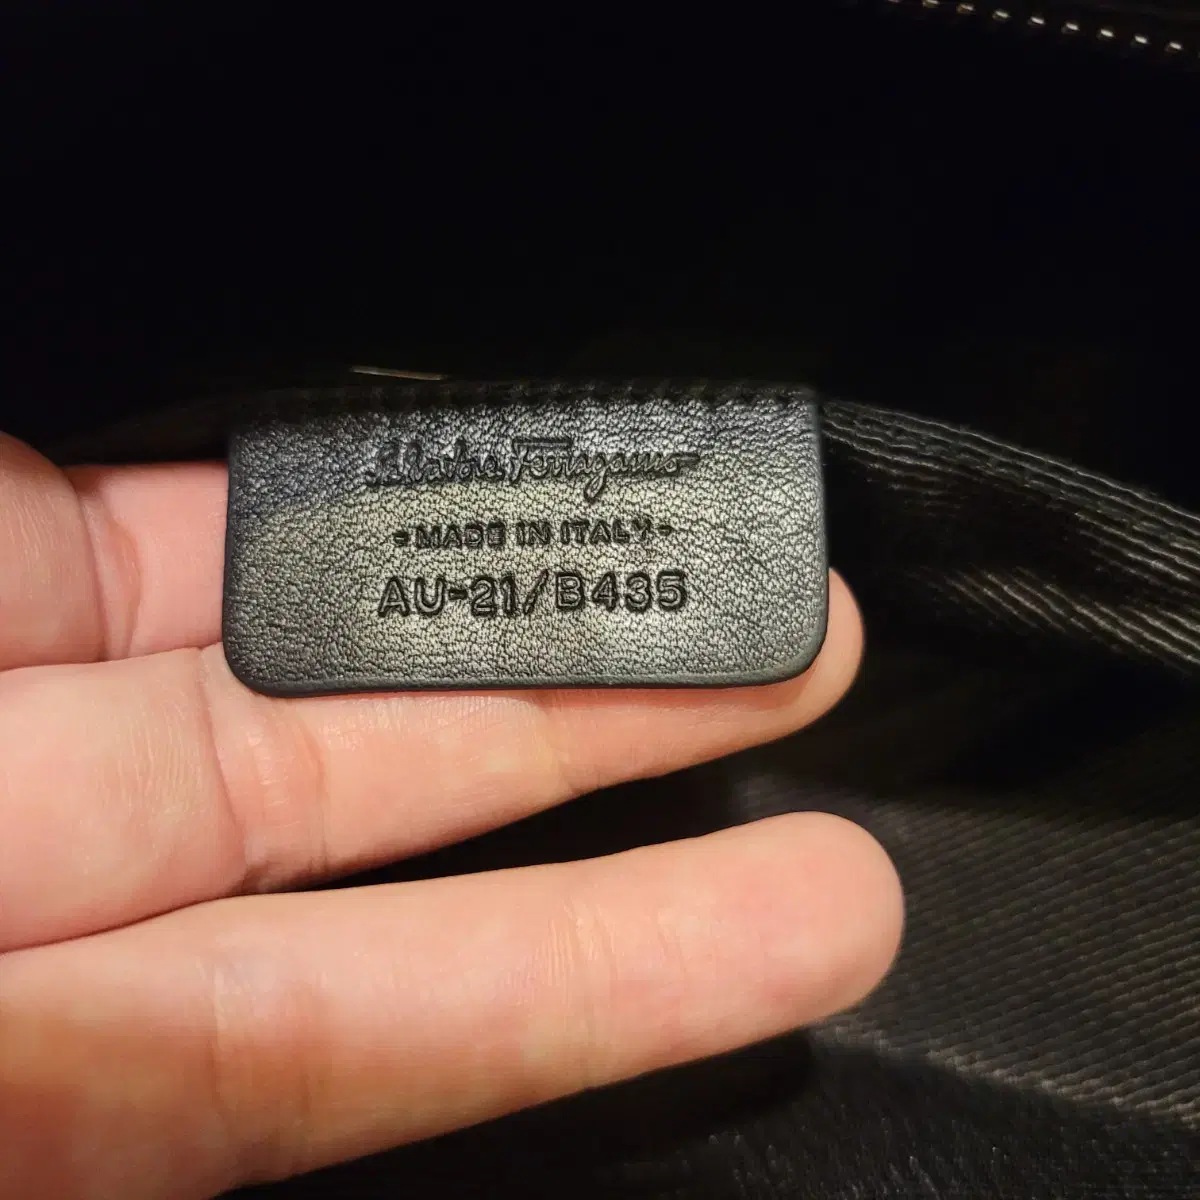 Salvatore Ferragamo
-MADE IN ITALY-
AU-21/B435